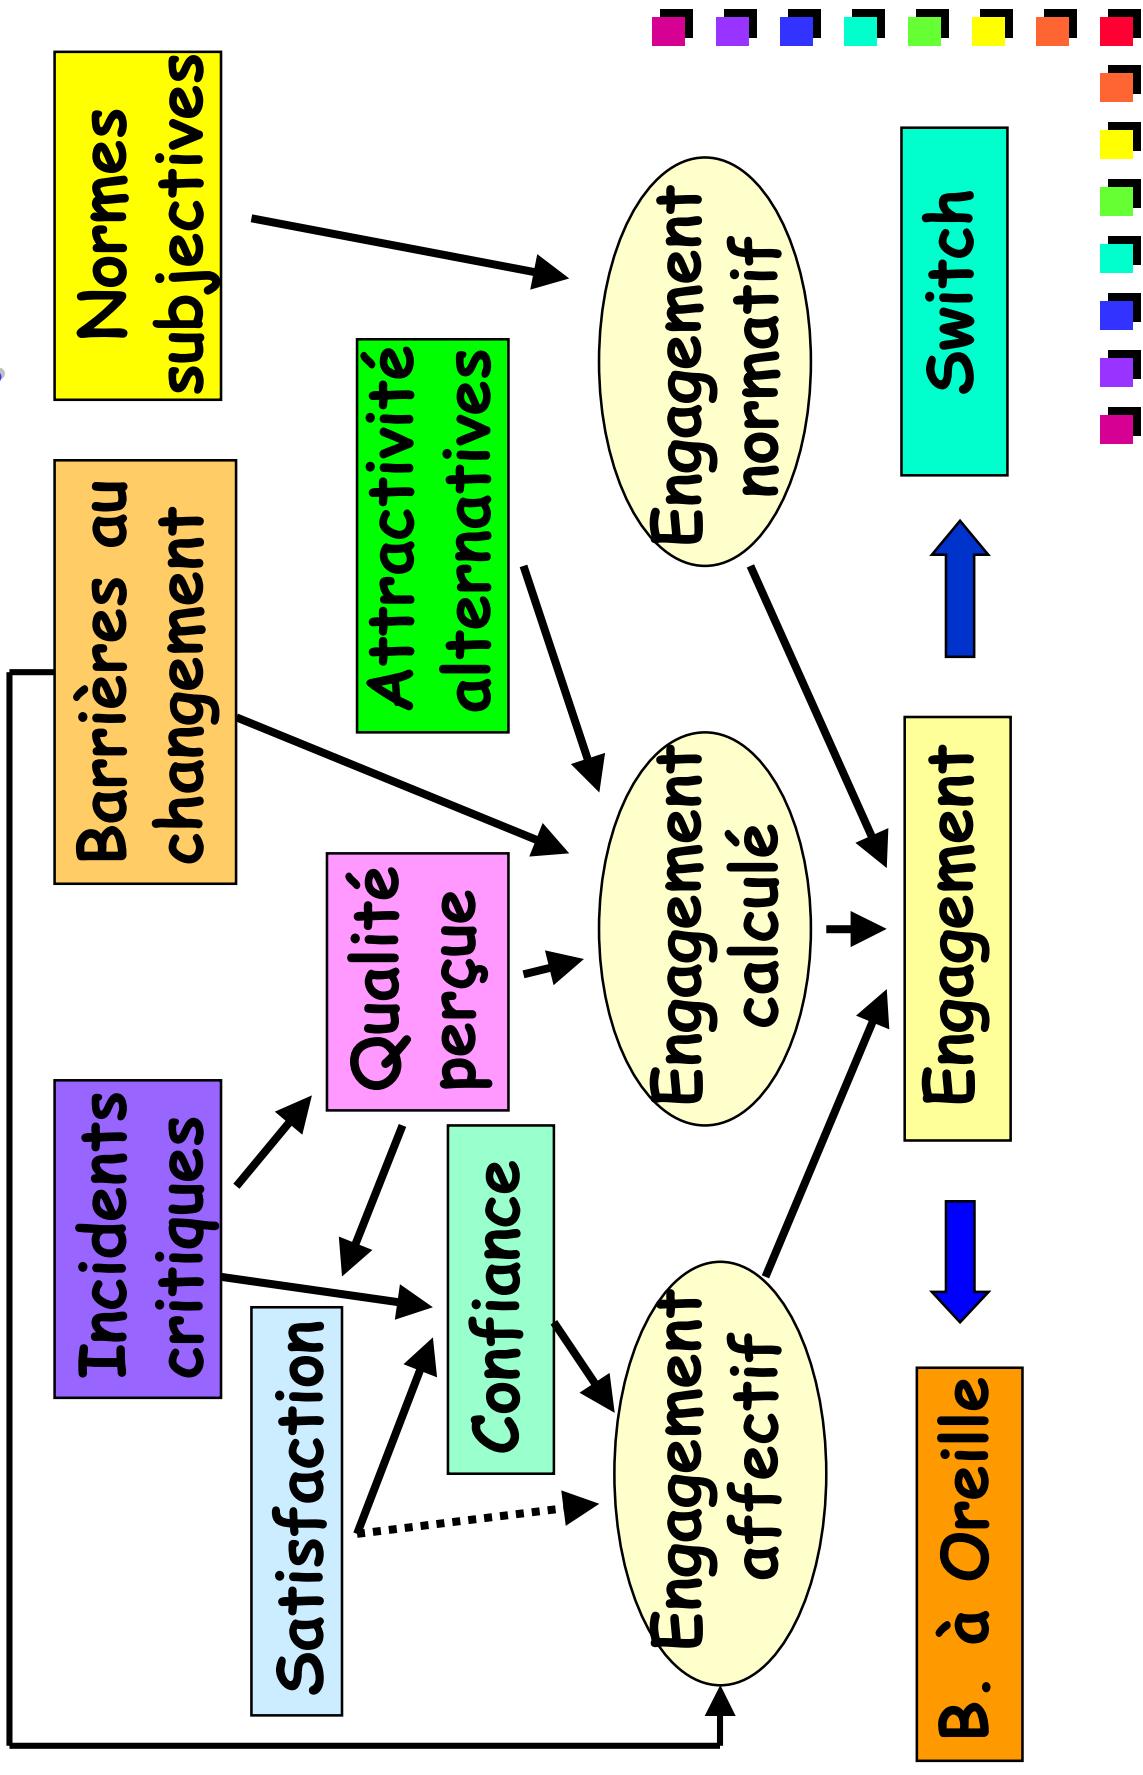 Incidents
critiques
Barrières au
changement
Normes
subjectives
Satisfaction
Qualité
perçue
Attractivité
alternatives
Confiance
Engagement
affectif
Engagement
calculé
Engagement
normatif
B. à Oreille
Engagement
Switch